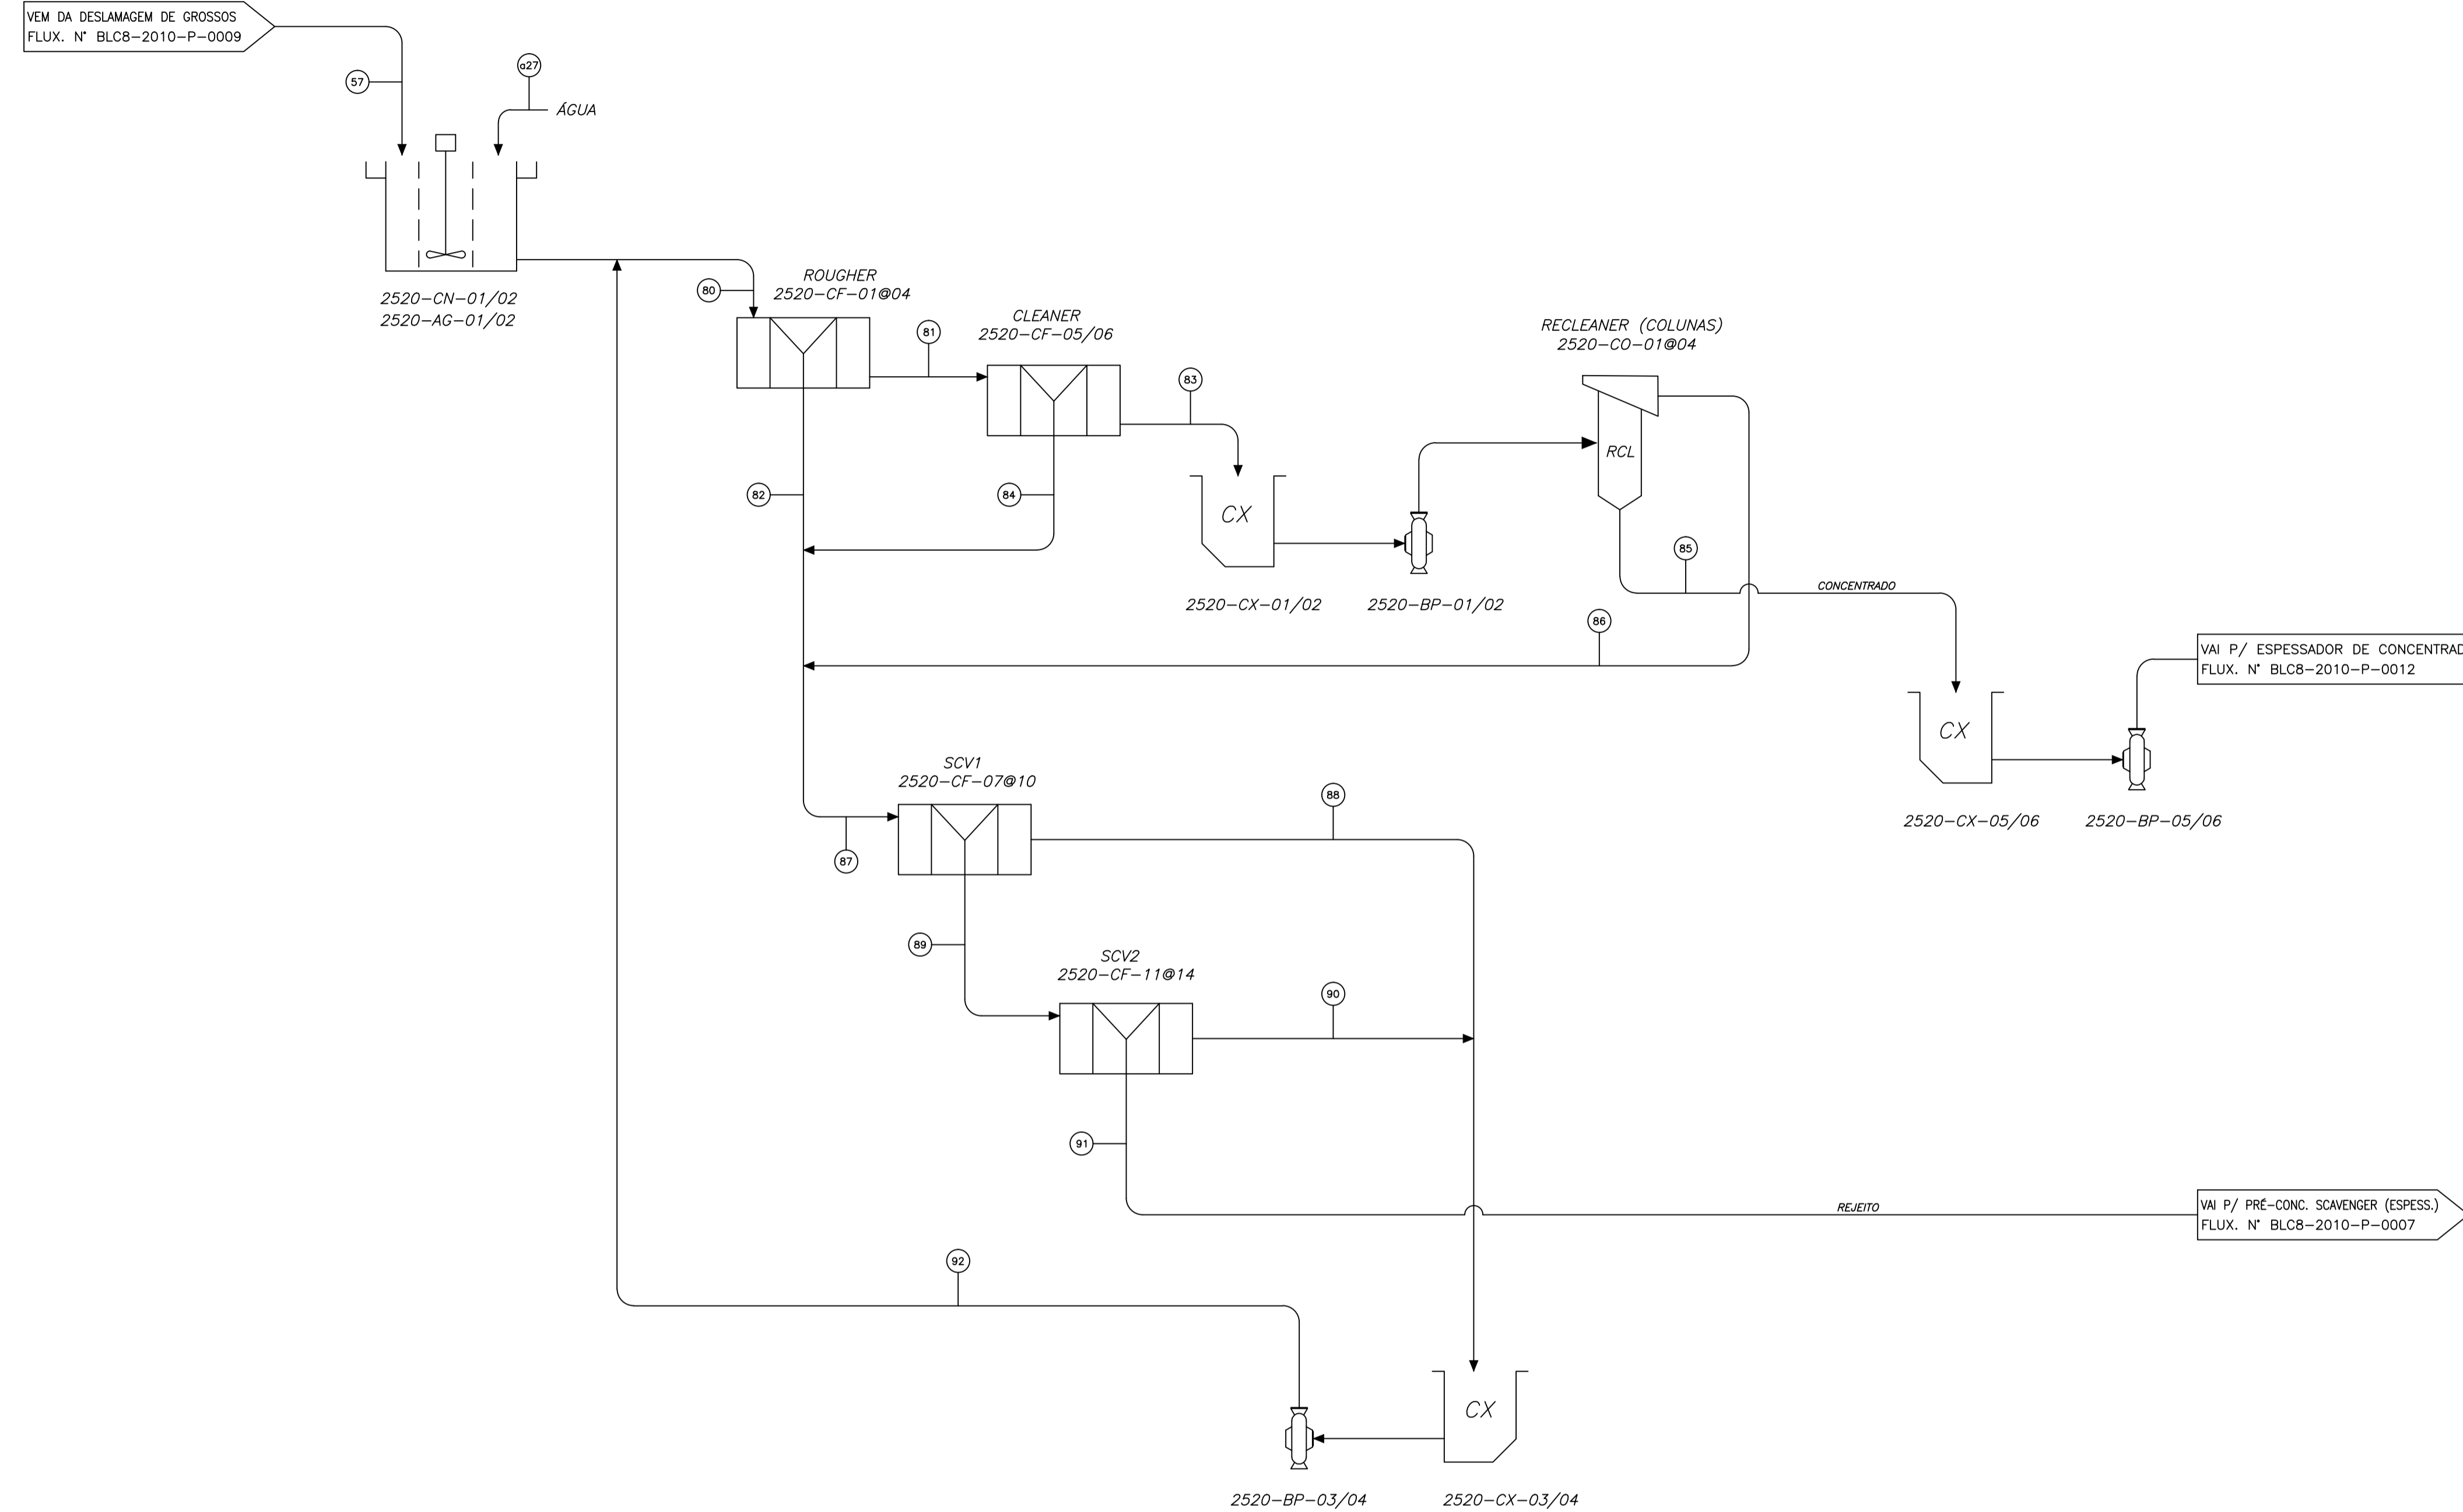 VEM DA DESLAMAGEM DE GROSSOS
FLUX. N° BLC8-2010-P-0009
57
a27
ÁGUA
2520-CN-01/02
2520-AG-01/02
80
ROUGHER
2520-CF-01@04
81
CLEANER
2520-CF-05/06
83
RECLEANER (COLUNAS)
2520-CO-01@04
RCL
82
84
CX
85
CONCENTRADO
2520-CX-01/02
2520-BP-01/02
86
VAI P/ ESPESSADOR DE CONCENTRAD
FLUX. N° BLC8-2010-P-0012
CX
SCV1
2520-CF-07@10
88
2520-CX-05/06
2520-BP-05/06
87
89
SCV2
2520-CF-11@14
90
91
REJEITO
VAI P/ PRÉ-CONC. SCAVENGER (ESPESS.)
FLUX. N° BLC8-2010-P-0007
92
CX
2520-BP-03/04
2520-CX-03/04